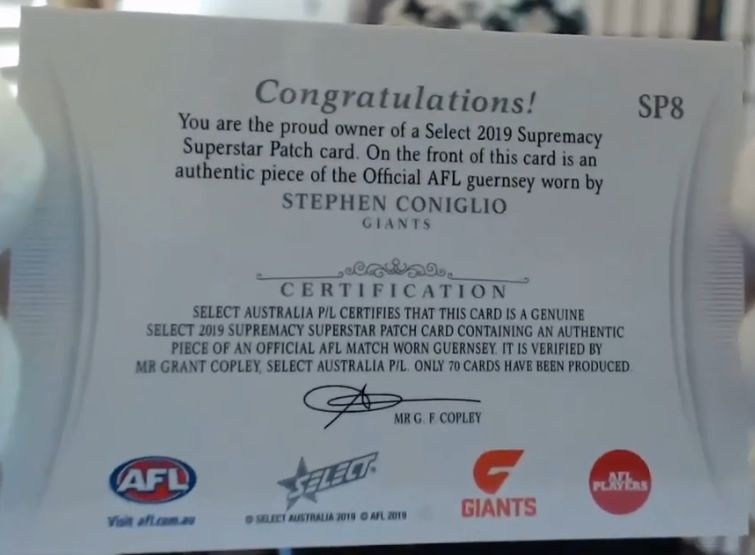 Congratulations!
SP8
You are the proud owner of a Select 2019 Supremacy
Superstar Patch card. On the front of this card is an
authentic piece of the Official AFL guernsey worn by
STEPHEN CONIGLIO
GIANTS
CERTIFICATION
SELECT AUSTRALIA P/L CERTIFIES THAT THIS CARD IS A GENUINE
SELECT 2019 SUPREMACY SUPERSTAR PATCH CARD CONTAINING AN AUTHENTIC
PIECE OF AN OFFICIAL AFL MATCH WORN GUERNSEY. IT IS VERIFIED BY
MR GRANT COPLEY, SELECT AUSTRALIA P/L. ONLY 70 CARDS HAVE BEEN PRODUCED.
MR G. F. COPLEY
AFL
Visit afl.com.au
SELECT
© SELECT AUSTRALIA 2019 © AFL 2019
GIANTS
AFL
PLAYERS